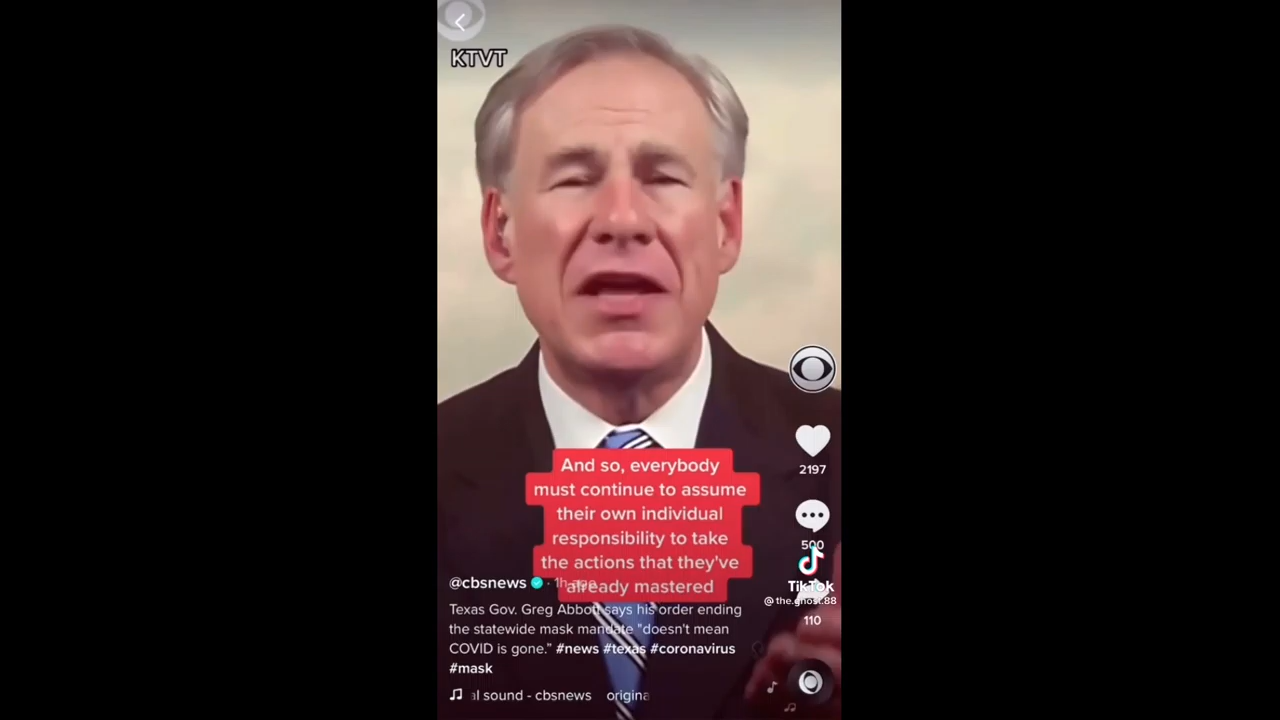 KTVT
And so, everybody
must continue to assume
their own individual
responsibility to take
the actions that they've
already mastered
2197
500
TikTok
@the.ghost.88
110
@cbsnews · 1h ago
Texas Gov. Greg Abbott says his order ending
the statewide mask mandate "doesn't mean
COVID is gone." #news #texas #coronavirus
#mask
al sound - cbsnews origina